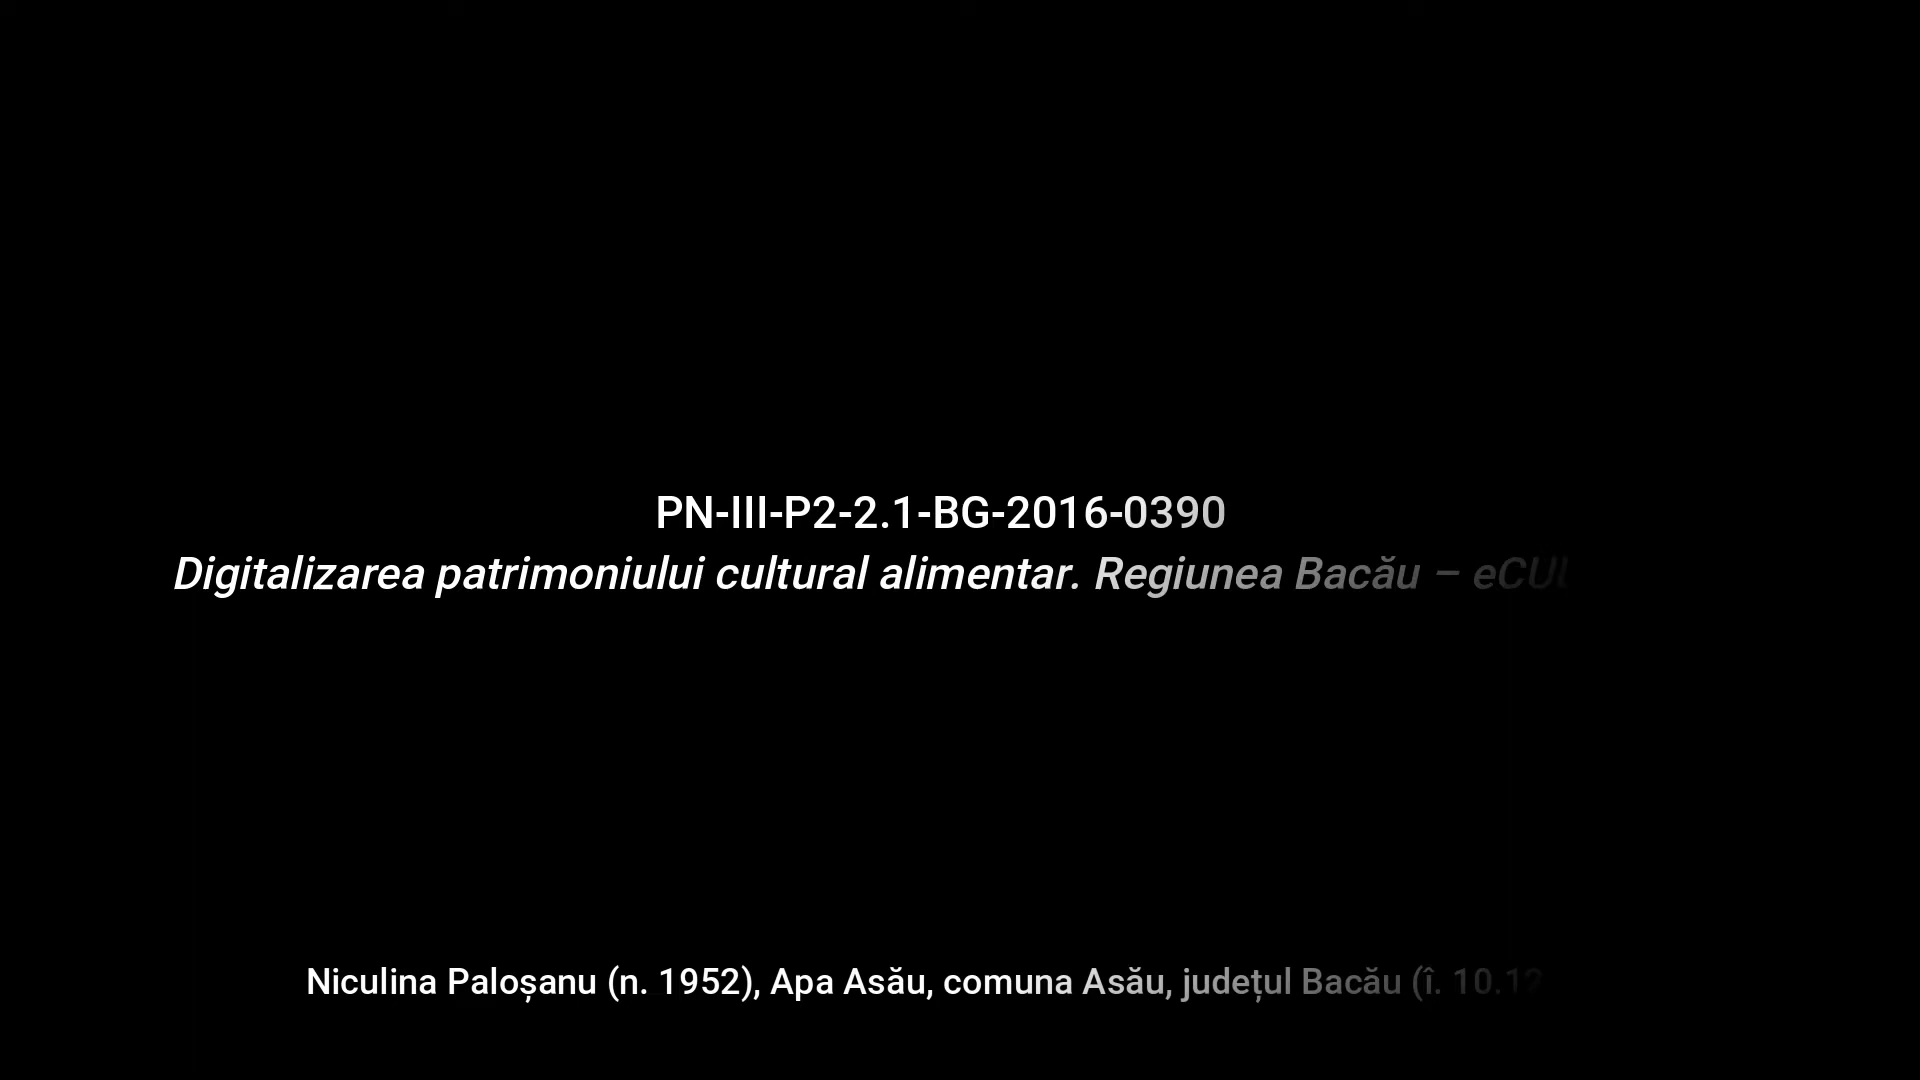 PN-III-P2-2.1-BG-2016-0390
Digitalizarea patrimoniului cultural alimentar. Regiunea Bacău –
Niculina Paloșanu (n. 1952), Apa Asău, comuna Asău, județul Bacău (î.